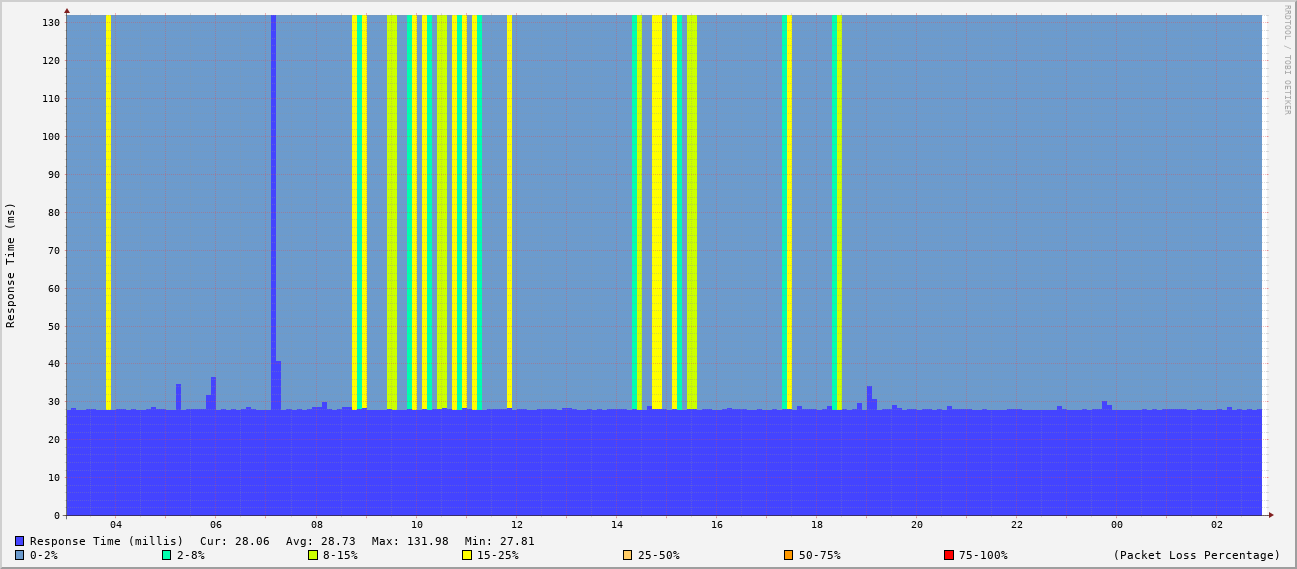 RRDTOOL / TOBI OETIKER
Response Time (ms)
130
120
110
100
90
80
70
60
50
40
30
20
10
0
04 06 08 10 12 14 16 18 20 22 00 02
Response Time (millis) Cur: 28.06 Avg: 28.73 Max: 131.98 Min: 27.81
0-2% 2-8% 8-15% 15-25% 25-50% 50-75% 75-100% (Packet Loss Percentage)